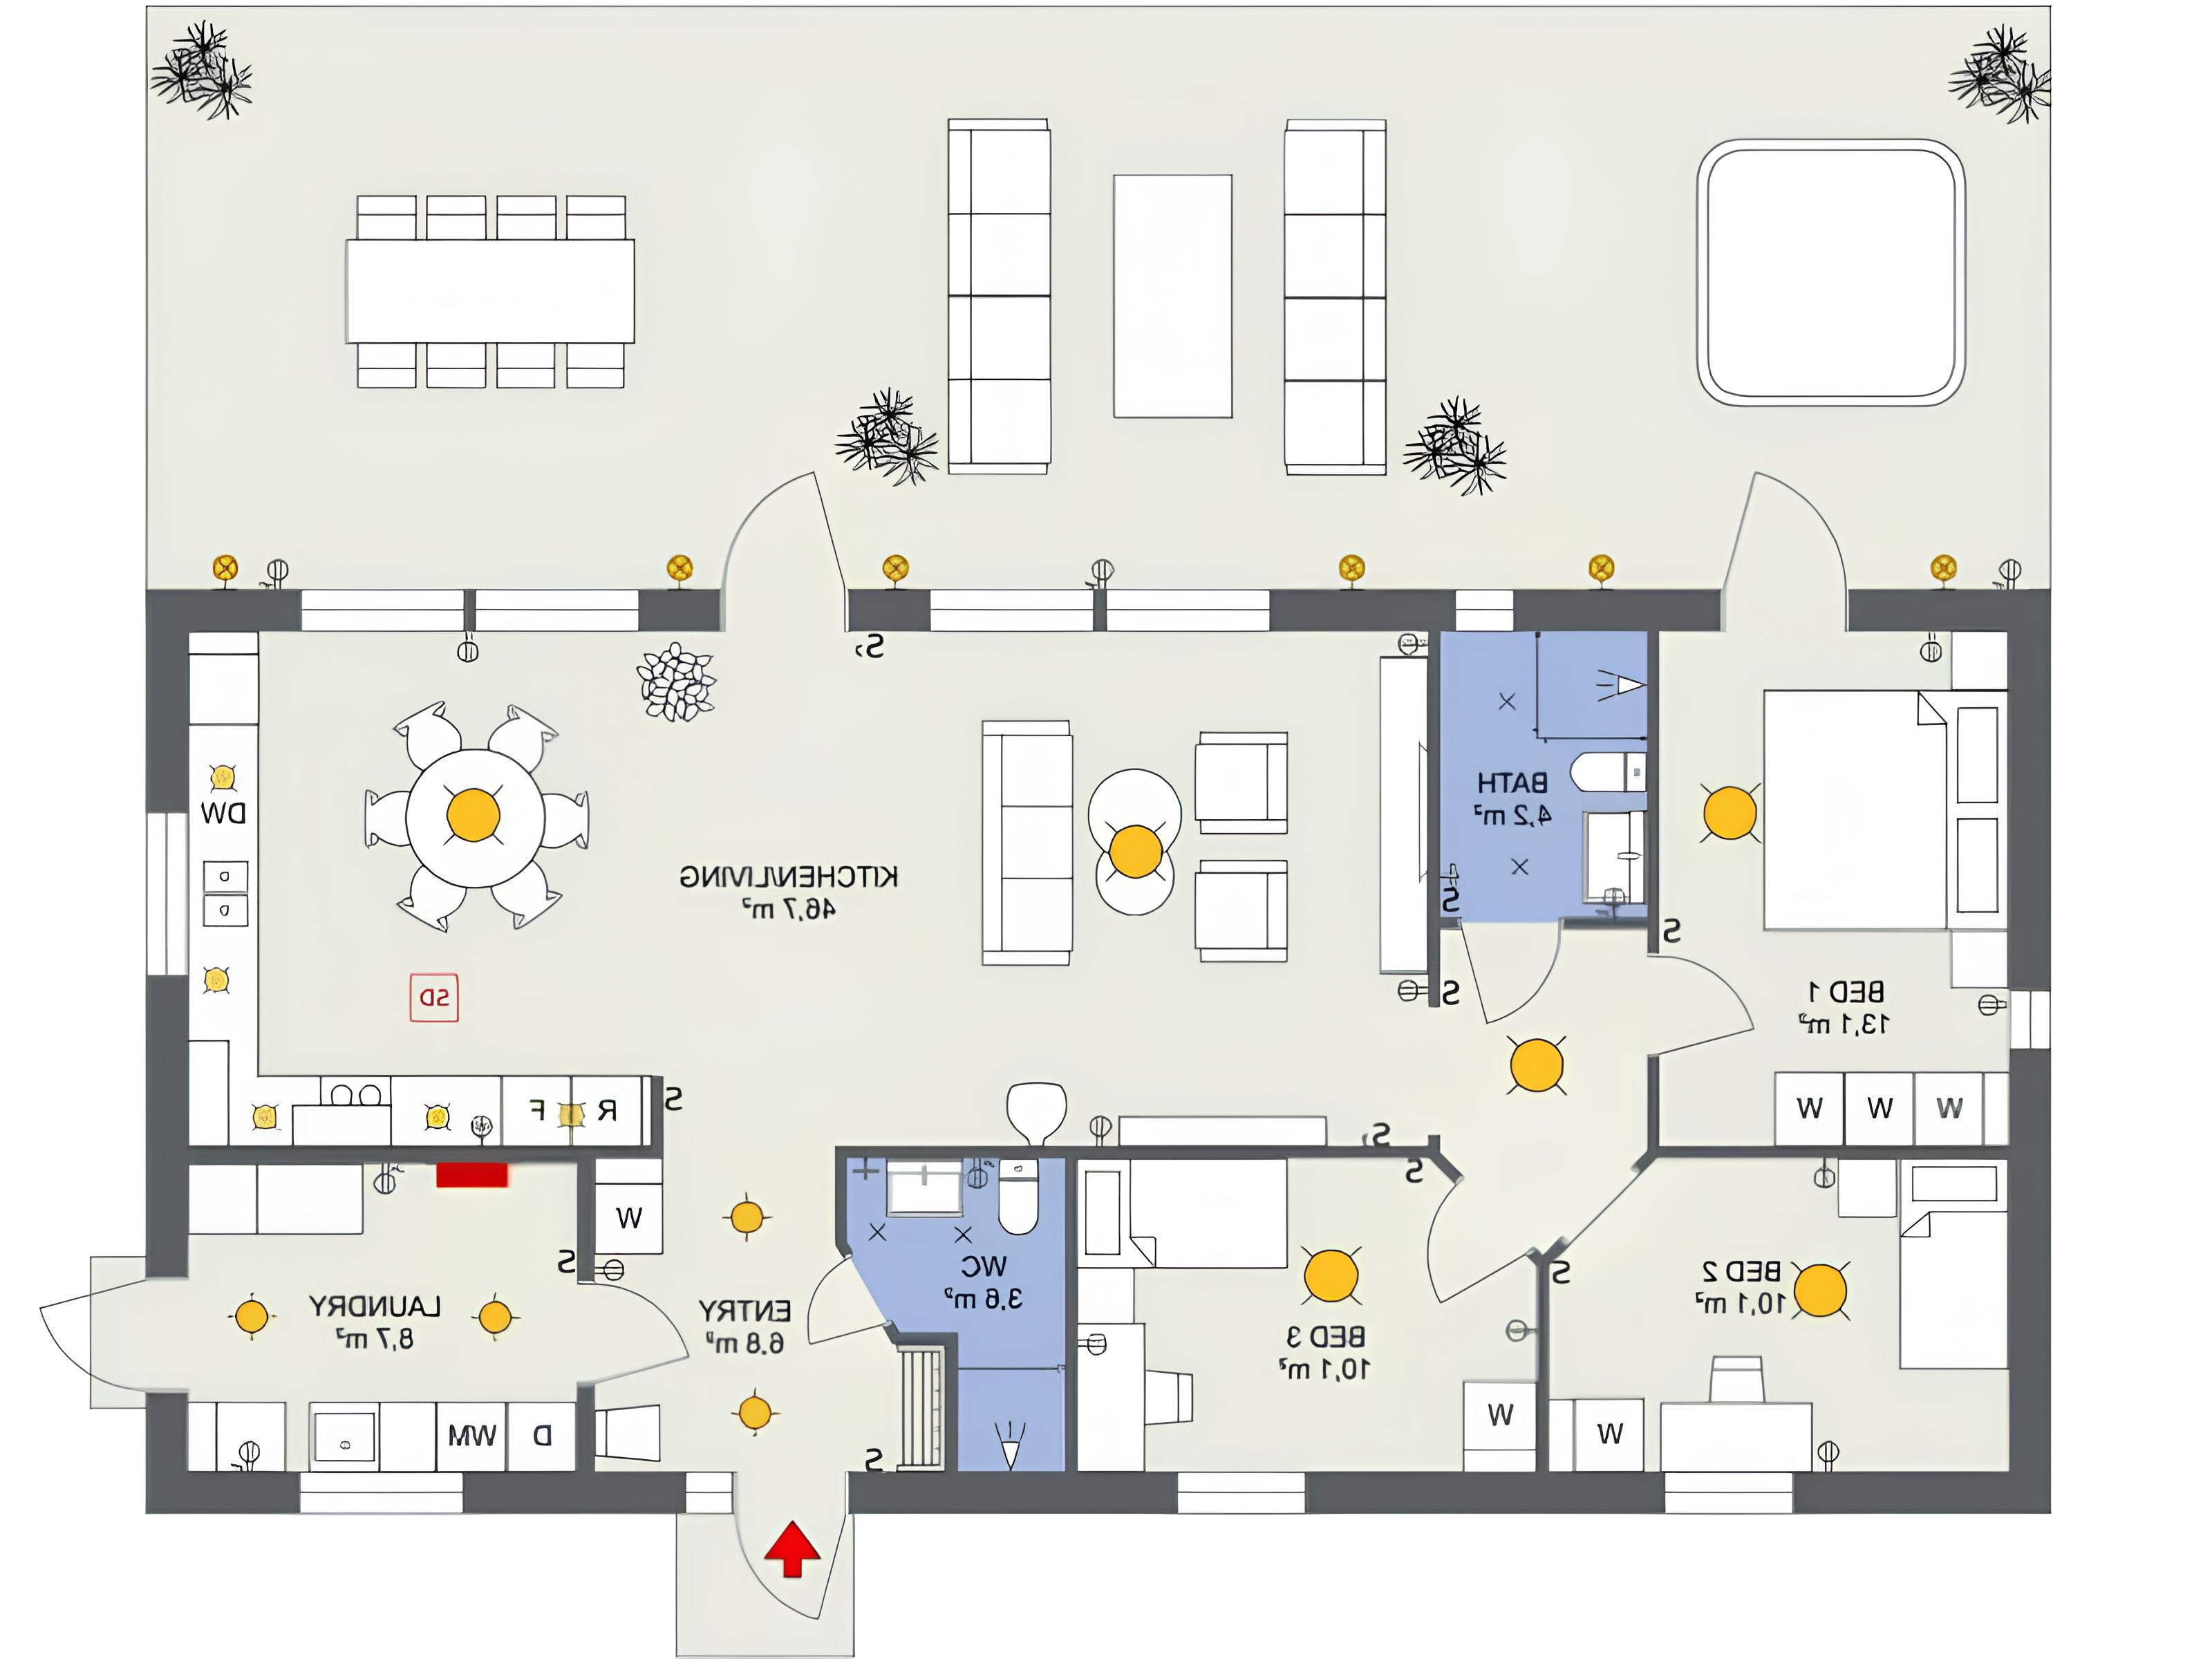 S
BATH
4,2 m²
DW
KITCHEN/LIVING
46,7 m²
S
S
SD
S
BED 1
13,1 m²
S
R F
W W W
S
S
W
S
WC
3,6 m²
S
BED 2
10,1 m²
LAUNDRY
8,7 m²
ENTRY
6,8 m²
BED 3
10,1 m²
W
W
WM D
S